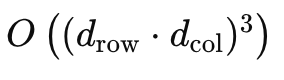 O ((d_row · d_col)³)